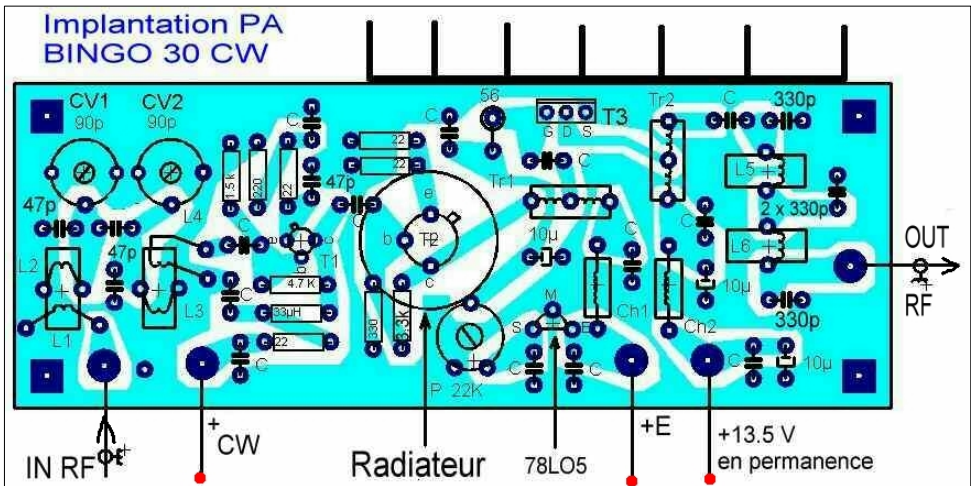 Implantation PA
BINGO 30 CW
CV1
90p
CV2
90p
C
56
T3
G D S
Tr2
C
330p
1.5 k
220
22
C
22
22
C
C
Tr1
L5
47p
L4
47p
C
2 x 330p
47p
L2
C
e
b
T2
c
e
b
c
T1
10µ
C
C
L6
OUT
RF
4.7 K
33µH
22
C
C
C
L3
L1
330
3.3k
Ch1
Ch2
10µ
330p
M
S
E
P 22K
C
C
C
C
10µ
IN RF
+
CW
Radiateur
78LO5
+E
+13.5 V
en permanence